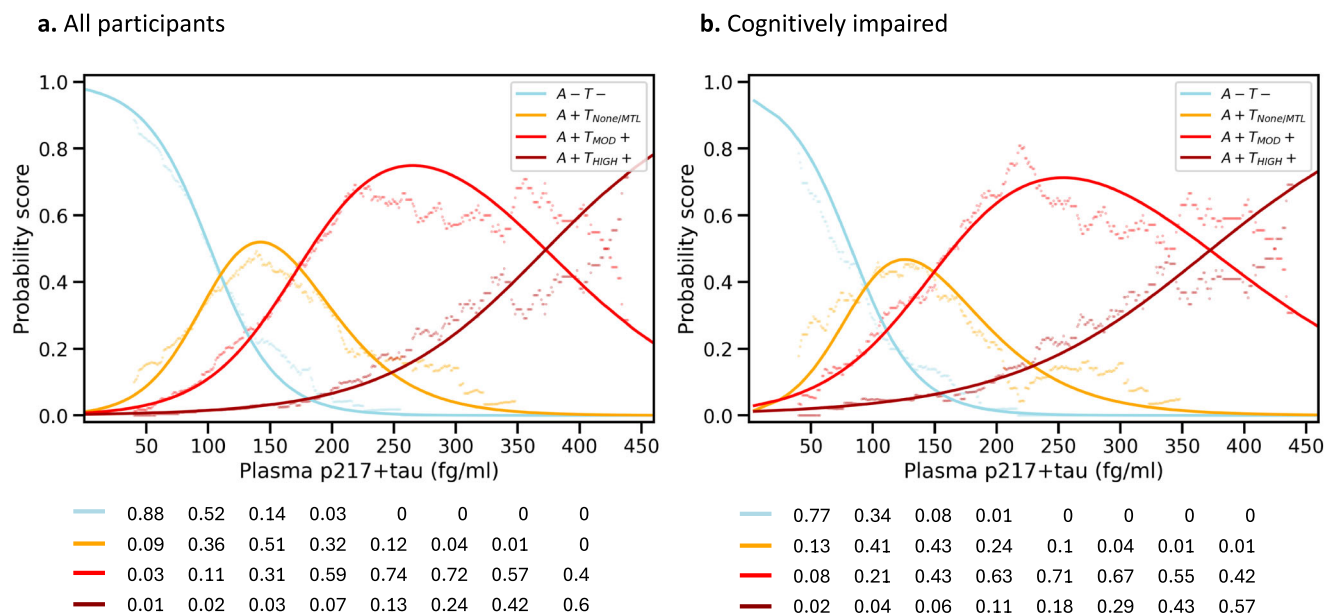 a. All participants
1.0
0.8
0.6
0.4
0.2
0.0
Probability score
A − T −
A + T None/MTL
A + T MOD +
A + T HIGH +
50 100 150 200 250 300 350 400 450
Plasma p217+tau (fg/ml)
0.88 0.52 0.14 0.03 0 0 0 0
0.09 0.36 0.51 0.32 0.12 0.04 0.01 0
0.03 0.11 0.31 0.59 0.74 0.72 0.57 0.4
0.01 0.02 0.03 0.07 0.13 0.24 0.42 0.6
b. Cognitively impaired
1.0
0.8
0.6
0.4
0.2
0.0
Probability score
A − T −
A + T None/MTL
A + T MOD +
A + T HIGH +
50 100 150 200 250 300 350 400 450
Plasma p217+tau (fg/ml)
0.77 0.34 0.08 0.01 0 0 0 0
0.13 0.41 0.43 0.24 0.1 0.04 0.01 0.01
0.08 0.21 0.43 0.63 0.71 0.67 0.55 0.42
0.02 0.04 0.06 0.11 0.18 0.29 0.43 0.57